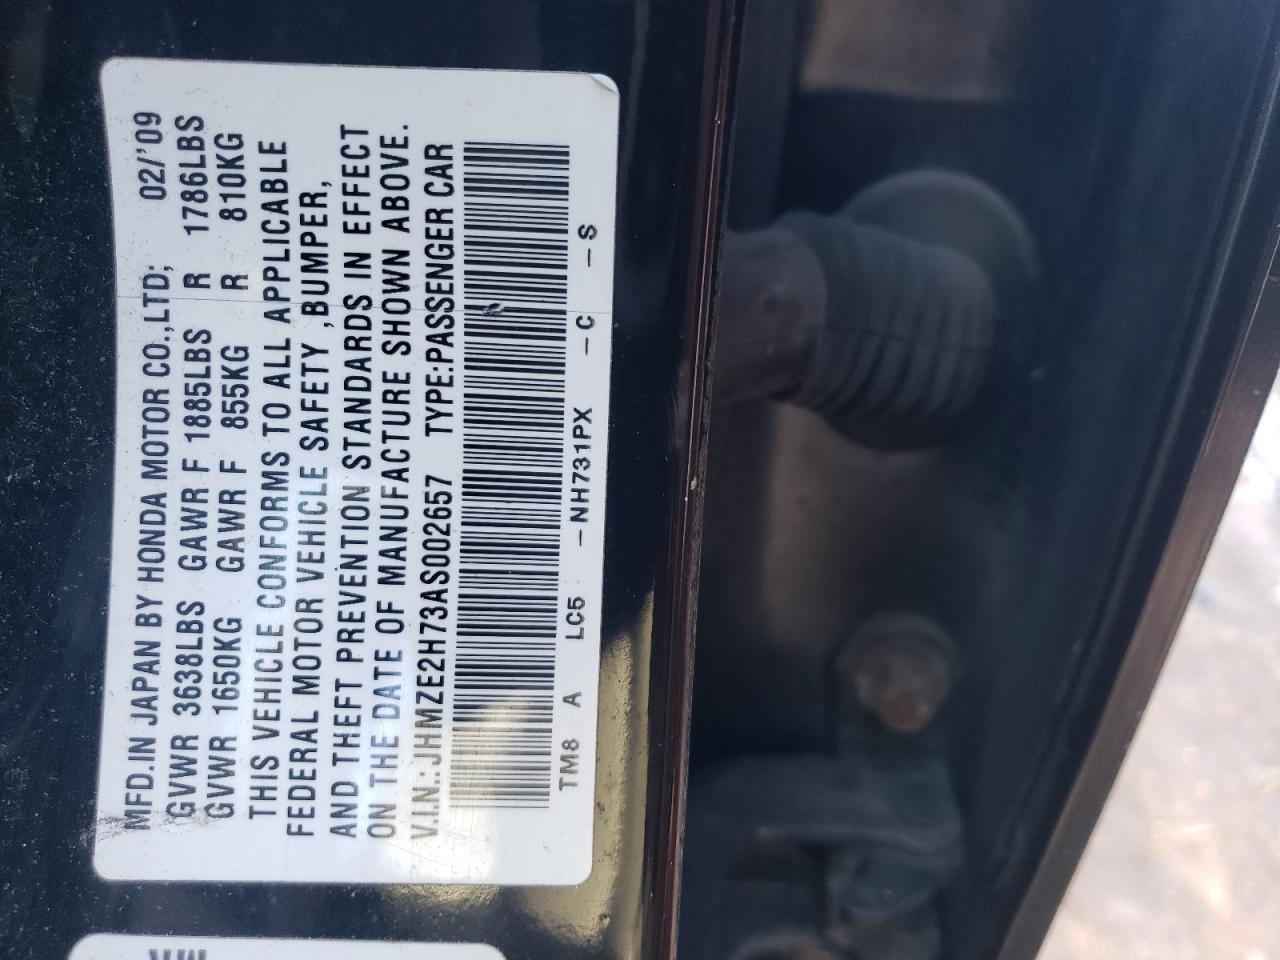 MFD.IN JAPAN BY HONDA MOTOR CO.,LTD; 02/'09
GVWR 3638LBS GAWR F 1885LBS R 1786LBS
GVWR 1650KG GAWR F 855KG R 810KG
THIS VEHICLE CONFORMS TO ALL APPLICABLE
FEDERAL MOTOR VEHICLE SAFETY ,BUMPER,
AND THEFT PREVENTION STANDARDS IN EFFECT
ON THE DATE OF MANUFACTURE SHOWN ABOVE.
V.I.N.: JHMZE2H73AS002657 TYPE:PASSENGER CAR
TM8 A LC5 -NH731PX -C -S